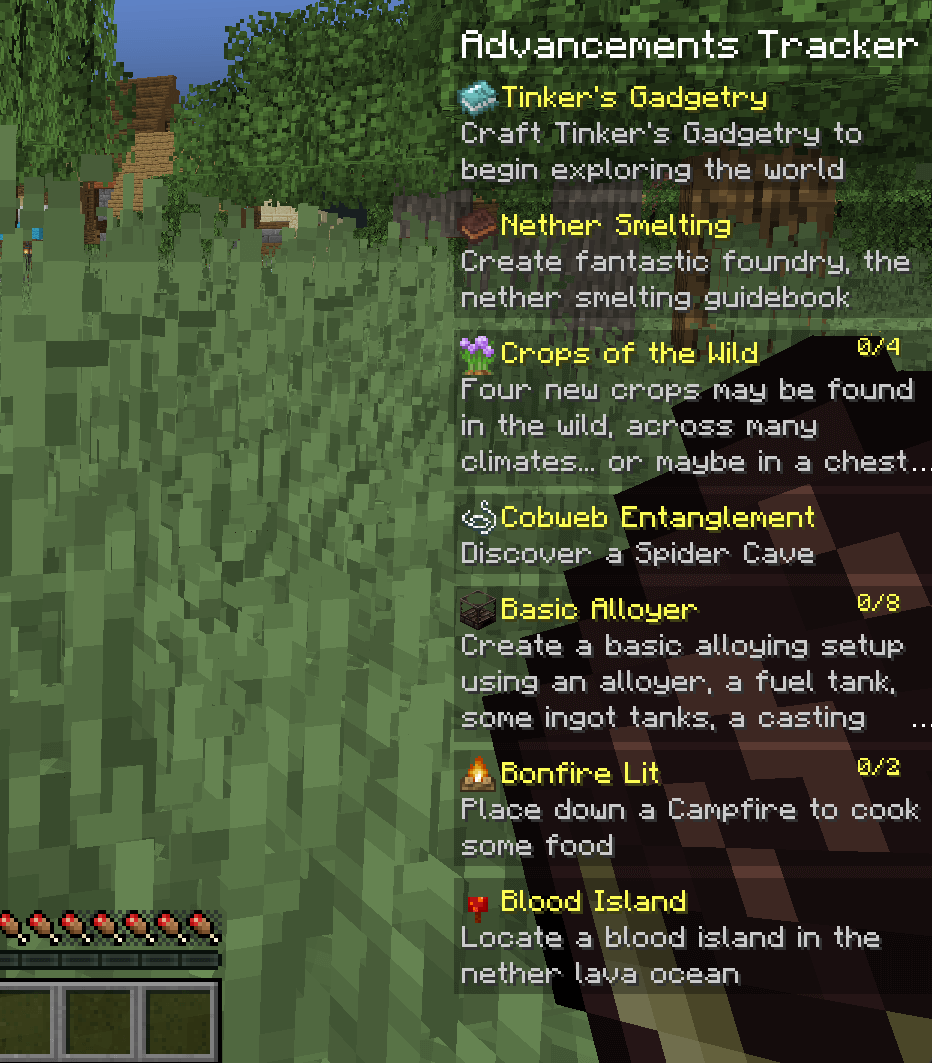 Advancements Tracker
Tinker's Gadgetry
Craft Tinker's Gadgetry to
begin exploring the world
Nether Smelting
Create fantastic foundry, the
nether smelting guidebook
Crops of the Wild 0/4
Four new crops may be found
in the wild, across many
climates... or maybe in a chest...
Cobweb Entanglement
Discover a Spider Cave
Basic Alloyer 0/8
Create a basic alloying setup
using an alloyer, a fuel tank,
some ingot tanks, a casting ...
Bonfire Lit 0/2
Place down a Campfire to cook
some food
Blood Island
Locate a blood island in the
nether lava ocean